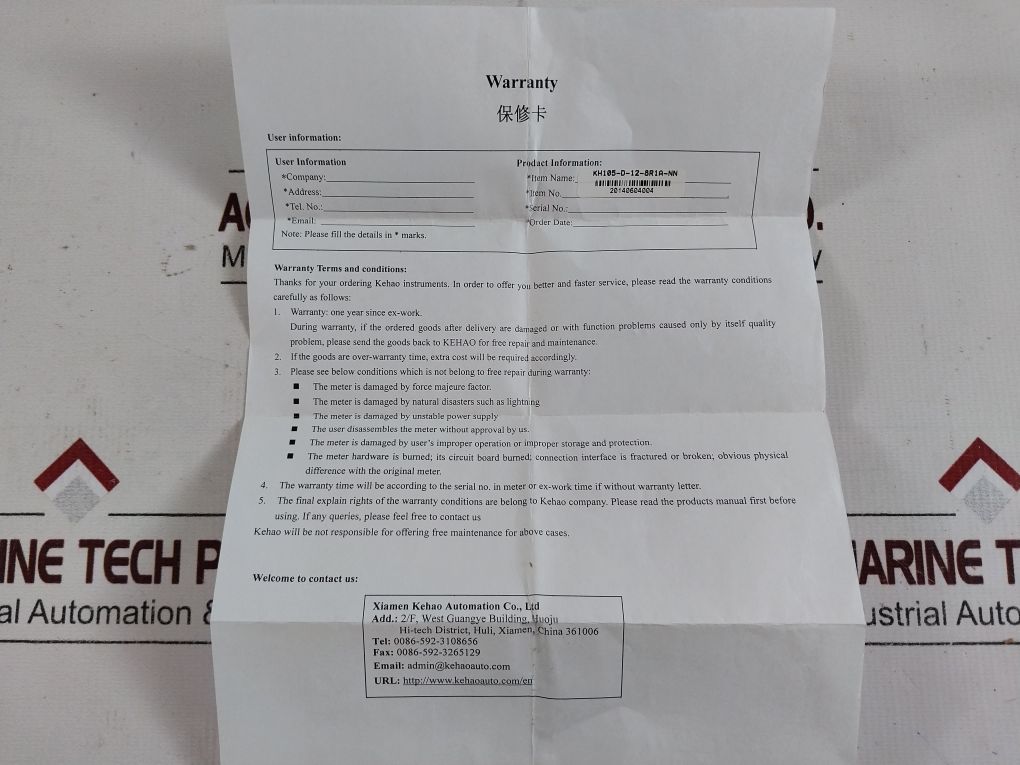 Warranty
保修卡
User information:
User Information
*Company:
*Address:
*Tel. No.:
*Email:
Note: Please fill the details in * marks.
Product Information:
*Item Name:
KH105-D-12-8R1A-NN
*Item No.
20140604004
*Serial No.:
*Order Date:
Warranty Terms and conditions:
Thanks for your ordering Kehao instruments. In order to offer you better and faster service, please read the warranty conditions
carefully as follows:
1. Warranty: one year since ex-work.
During warranty, if the ordered goods after delivery are damaged or with function problems caused only by itself quality
problem, please send the goods back to KEHAO for free repair and maintenance.
2. If the goods are over-warranty time, extra cost will be required accordingly.
3. Please see below conditions which is not belong to free repair during warranty:
■ The meter is damaged by force majeure factor.
■ The meter is damaged by natural disasters such as lightning
■ The meter is damaged by unstable power supply
■ The user disassembles the meter without approval by us.
■ The meter is damaged by user's improper operation or improper storage and protection.
■ The meter hardware is burned; its circuit board burned; connection interface is fractured or broken; obvious physical
difference with the original meter.
4. The warranty time will be according to the serial no. in meter or ex-work time if without warranty letter.
5. The final explain rights of the warranty conditions are belong to Kehao company. Please read the products manual first before
using. If any queries, please feel free to contact us
Kehao will be not responsible for offering free maintenance for above cases.
Welcome to contact us:
Xiamen Kehao Automation Co., Ltd
Add.: 2/F, West Guangye Building, Huoju
Hi-tech District, Huli, Xiamen, China 361006
Tel: 0086-592-3108656
Fax: 0086-592-3265129
Email: admin@kehaoauto.com
URL: http://www.kehaoauto.com/en
INE TECH P
al Automation &
ARINE T
ustrial Auto